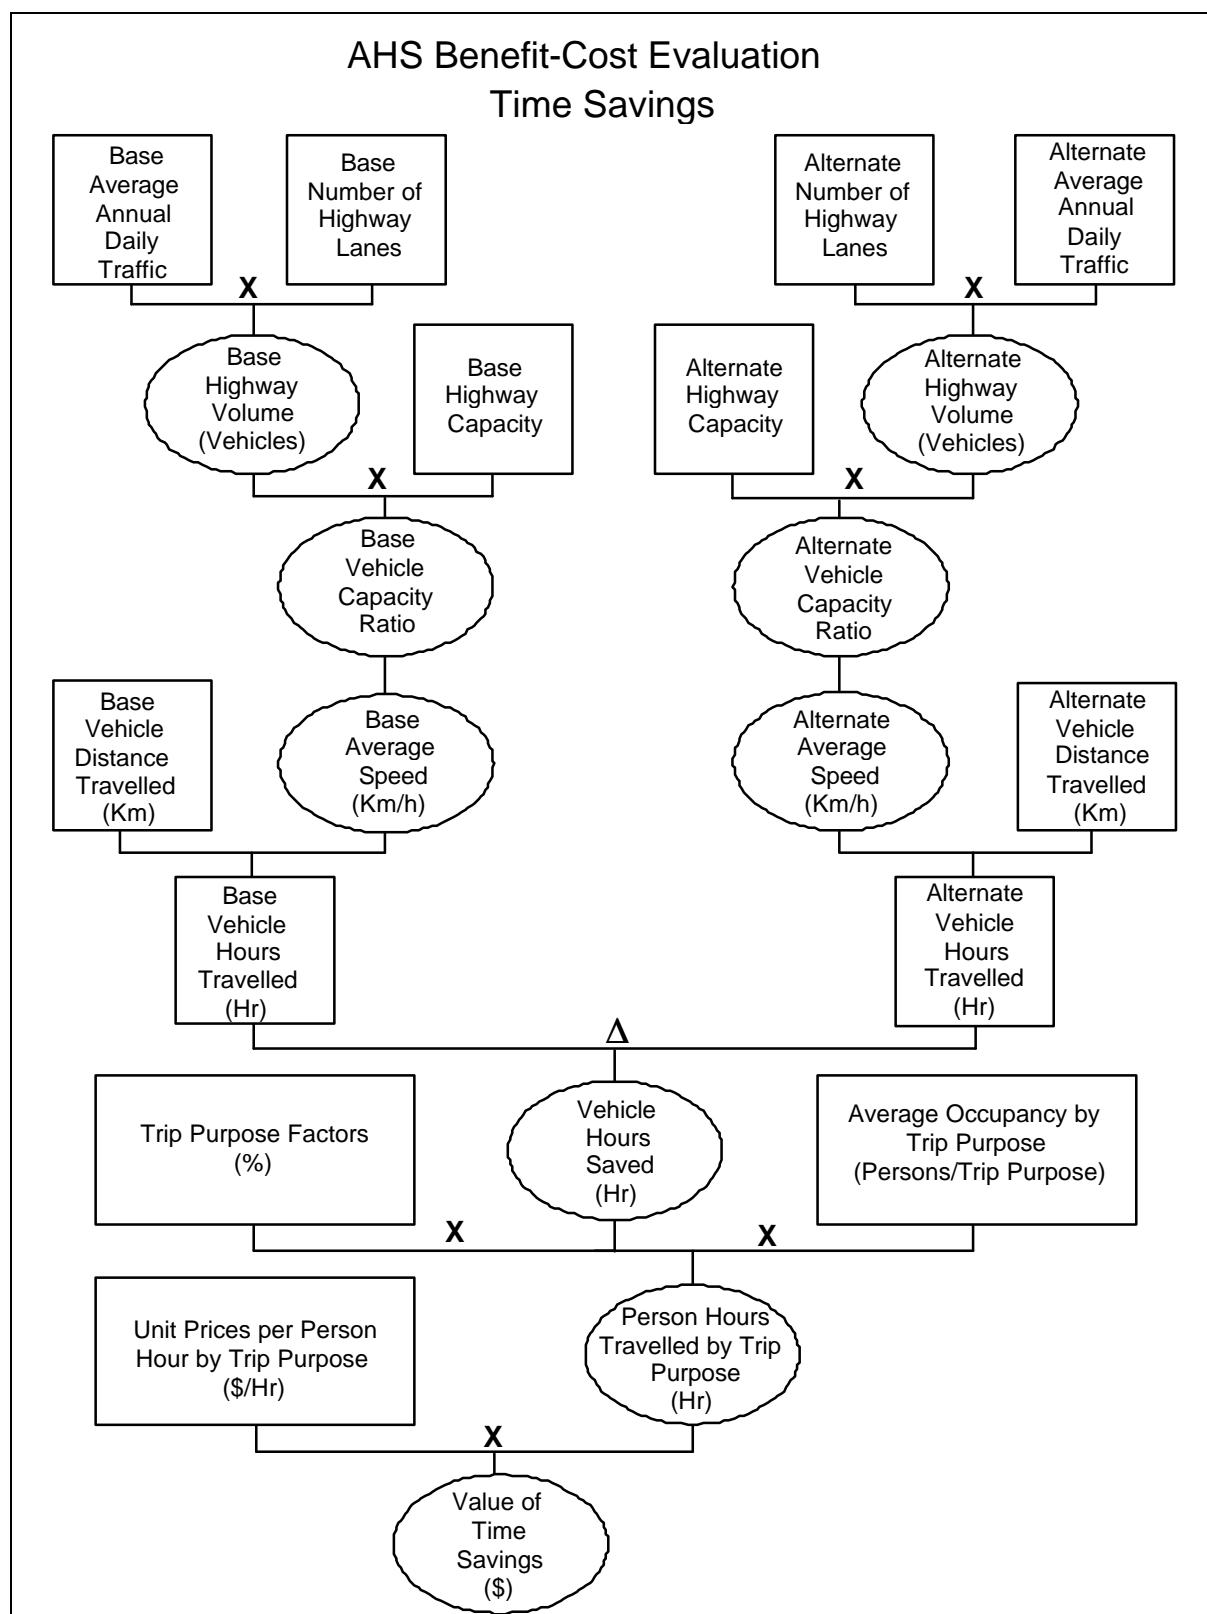 AHS Benefit-Cost Evaluation
Time Savings
Base
Average
Annual
Daily
Traffic
Base
Number of
Highway
Lanes
Alternate
Number of
Highway
Lanes
Alternate
Average
Annual
Daily
Traffic
X
X
Base
Highway
Volume
(Vehicles)
Base
Highway
Capacity
Alternate
Highway
Capacity
Alternate
Highway
Volume
(Vehicles)
X
X
Base
Vehicle
Capacity
Ratio
Alternate
Vehicle
Capacity
Ratio
Base
Vehicle
Distance
Travelled
(Km)
Base
Average
Speed
(Km/h)
Alternate
Average
Speed
(Km/h)
Alternate
Vehicle
Distance
Travelled
(Km)
Base
Vehicle
Hours
Travelled
(Hr)
Alternate
Vehicle
Hours
Travelled
(Hr)
Δ
Trip Purpose Factors
(%)
Vehicle
Hours
Saved
(Hr)
Average Occupancy by
Trip Purpose
(Persons/Trip Purpose)
X
X
Unit Prices per Person
Hour by Trip Purpose
($/Hr)
Person Hours
Travelled by Trip
Purpose
(Hr)
X
Value of
Time
Savings
($)